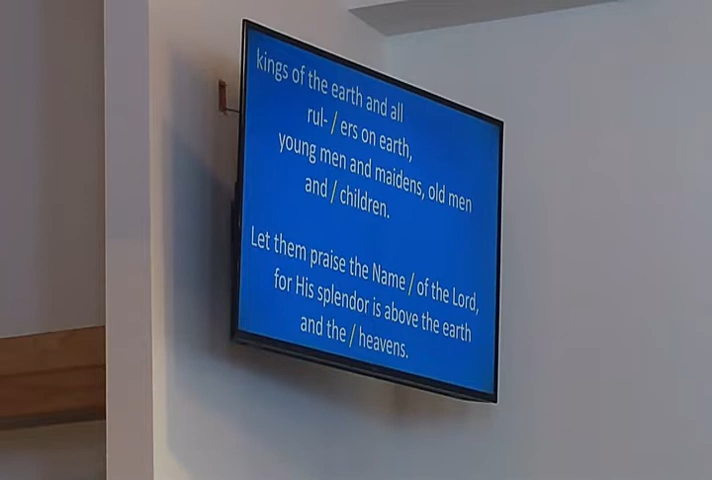 kings of the earth and all
rul- / ers on earth,
young men and maidens, old men
and / children.
Let them praise the Name / of the Lord,
for His splendor is above the earth
and the / heavens.